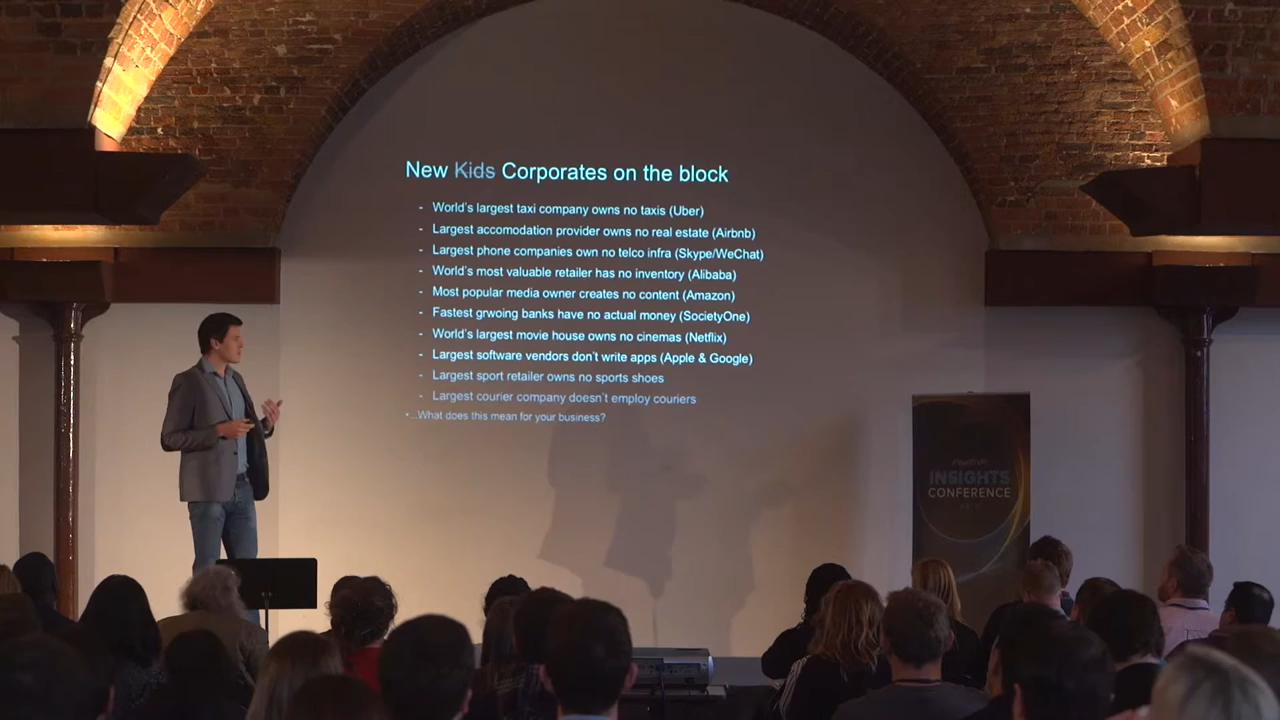 New Kids Corporates on the block
- World's largest taxi company owns no taxis (Uber)
- Largest accomodation provider owns no real estate (Airbnb)
- Largest phone companies own no telco infra (Skype/WeChat)
- World's most valuable retailer has no inventory (Alibaba)
- Most popular media owner creates no content (Amazon)
- Fastest grwoing banks have no actual money (SocietyOne)
- World's largest movie house owns no cinemas (Netflix)
- Largest software vendors don't write apps (Apple & Google)
- Largest sport retailer owns no sports shoes
- Largest courier company doesn't employ couriers
•...What does this mean for your business?
INSIGHTS
CONFERENCE